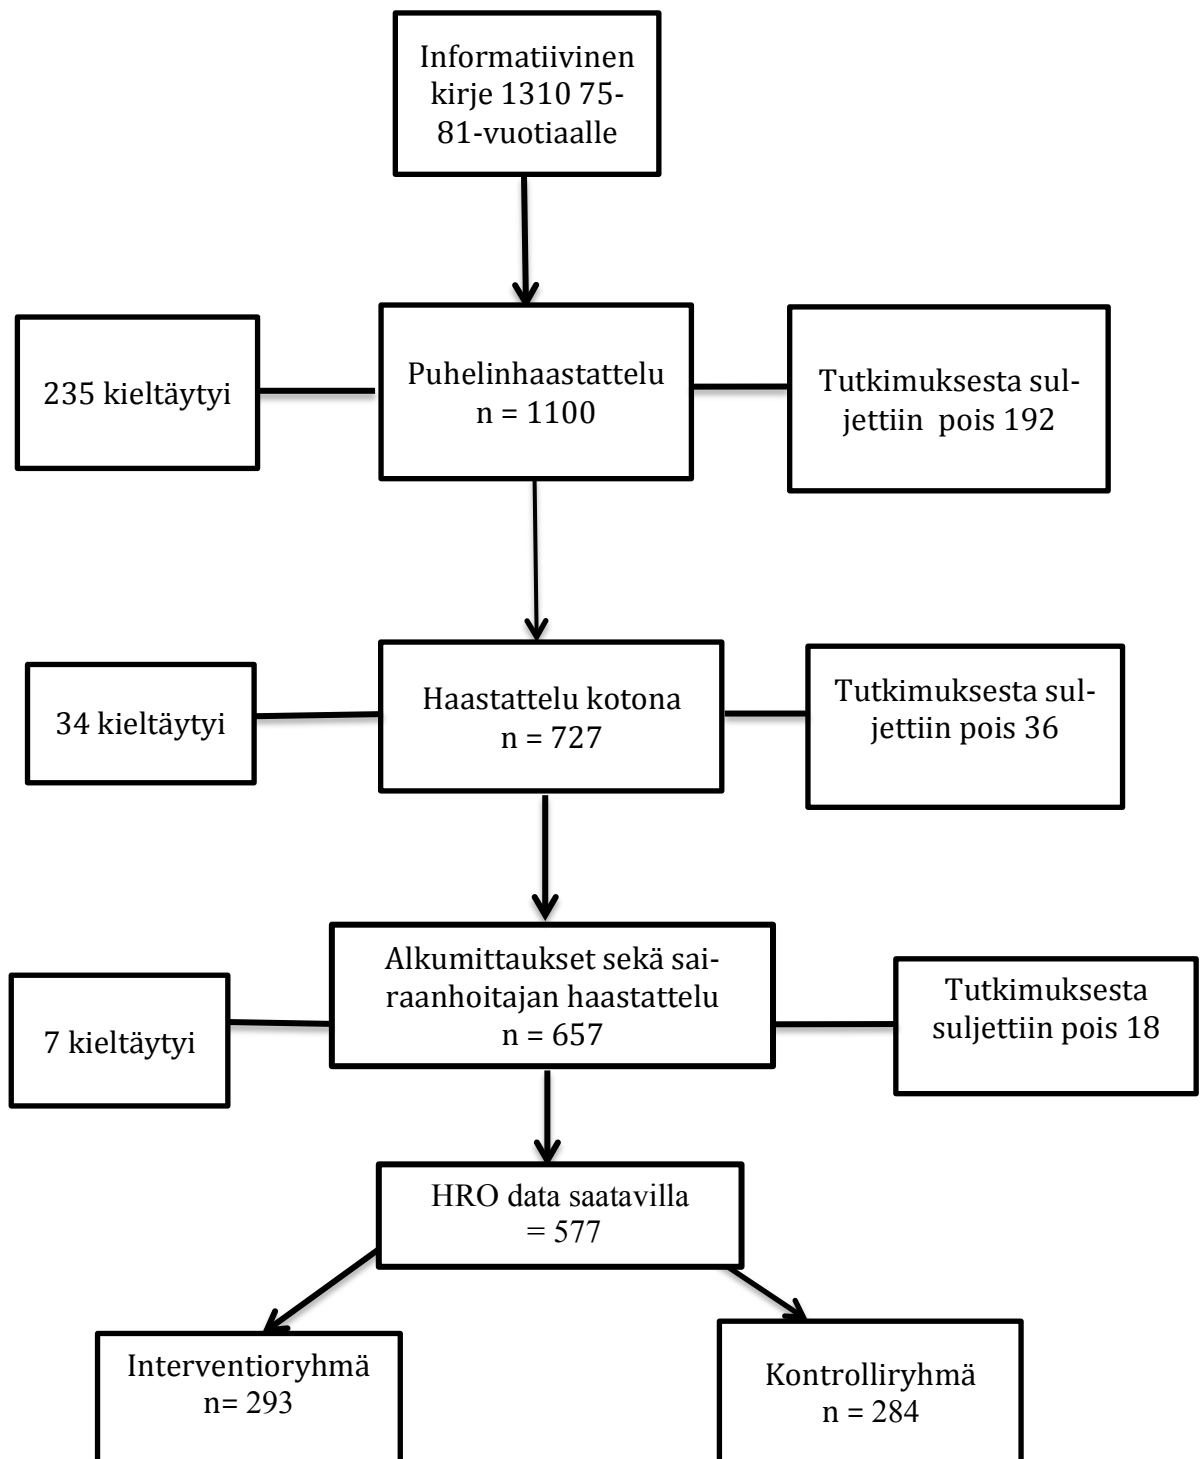 Informatiivinen
kirje 1310 75-
81-vuotiaalle
235 kieltäytyi
Puhelinhaastattelu
n = 1100
Tutkimuksesta sul-
jettiin pois 192
34 kieltäytyi
Haastattelu kotona
n = 727
Tutkimuksesta sul-
jettiin pois 36
7 kieltäytyi
Alkumittaukset sekä sai-
raanhoitajan haastattelu
n = 657
Tutkimuksesta
suljettiin pois 18
HRO data saatavilla
= 577
Interventioryhmä
n= 293
Kontrolliryhmä
n = 284